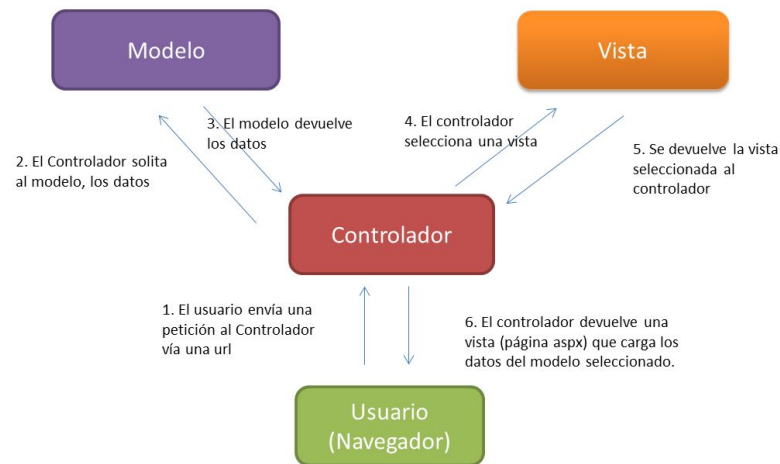 Modelo
Vista
3. El modelo devuelve
los datos
4. El controlador
selecciona una vista
2. El Controlador solita
al modelo, los datos
5. Se devuelve la vista
seleccionada al
controlador
Controlador
1. El usuario envía una
petición al Controlador
vía una url
6. El controlador devuelve una
vista (página aspx) que carga los
datos del modelo seleccionado.
Usuario
(Navegador)